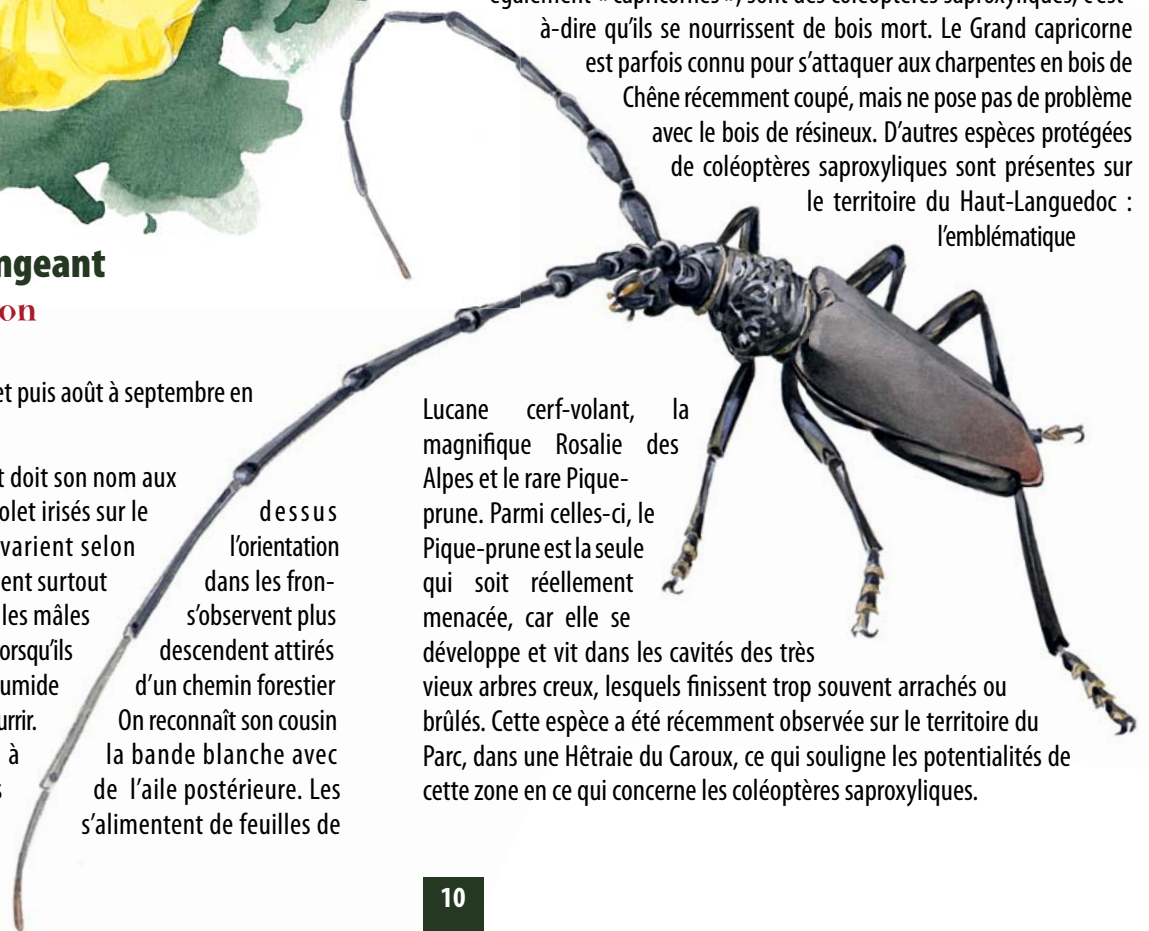 ngeant
on
et puis août à septembre en
doit son nom aux
irisés sur le dessus
varient selon l'orientation
surtout dans les fron-
les mâles s'observent plus
descendent attirés
d'un chemin forestier
On reconnaît son cousin
à la bande blanche avec
de l'aile postérieure. Les
s'alimentent de feuilles de
également « capricornes »), sont des coléoptères saproxyliques, c'est-
à-dire qu'ils se nourrissent de bois mort. Le Grand capricorne
est parfois connu pour s'attaquer aux charpentes en bois de
Chêne récemment coupé, mais ne pose pas de problème
avec le bois de résineux. D'autres espèces protégées
de coléoptères saproxyliques sont présentes sur
le territoire du Haut-Languedoc :
l'emblématique
Lucane cerf-volant, la
magnifique Rosalie des
Alpes et le rare Pique-
prune. Parmi celles-ci, le
Pique-prune est la seule
qui soit réellement
menacée, car elle se
développe et vit dans les cavités des très
vieux arbres creux, lesquels finissent trop souvent arrachés ou
brûlés. Cette espèce a été récemment observée sur le territoire du
Parc, dans une Hêtraie du Caroux, ce qui souligne les potentialités de
cette zone en ce qui concerne les coléoptères saproxyliques.
10